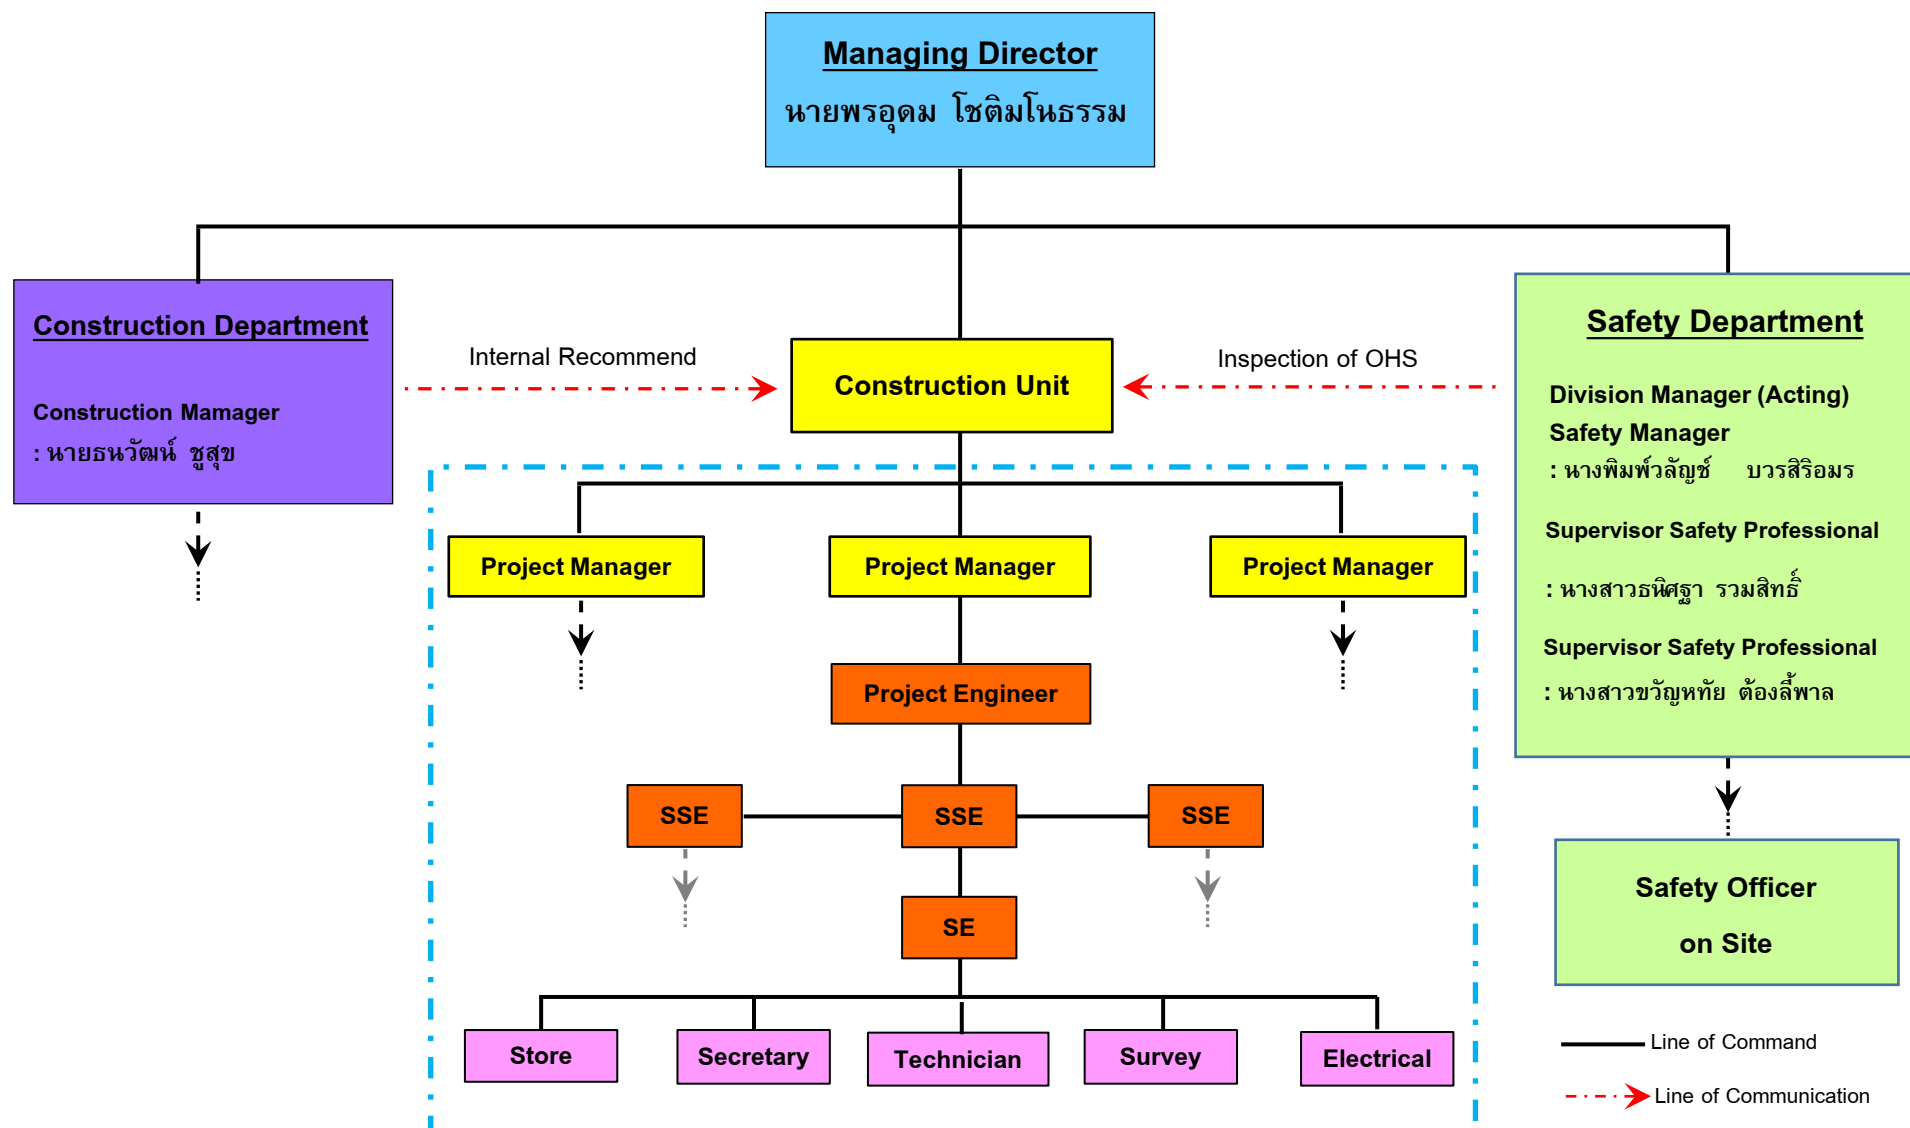 Managing Director
นายพรอุดม โชติมโนธรรม
Construction Department
Construction Mamager
: นายธนวัฒน์ ชูสุข
Internal Recommend
Construction Unit
Inspection of OHS
Safety Department
Division Manager (Acting)
Safety Manager
: นางพิมพ์วลัญช์ บวรสิริอมร
Supervisor Safety Professional
: นางสาวธนิศฐา รวมสิทธิ์
Supervisor Safety Professional
: นางสาวขวัญหทัย ต้องลี้พาล
Project Manager
Project Manager
Project Manager
Project Engineer
SSE
SSE
SSE
SE
Safety Officer
on Site
Store
Secretary
Technician
Survey
Electrical
Line of Command
Line of Communication